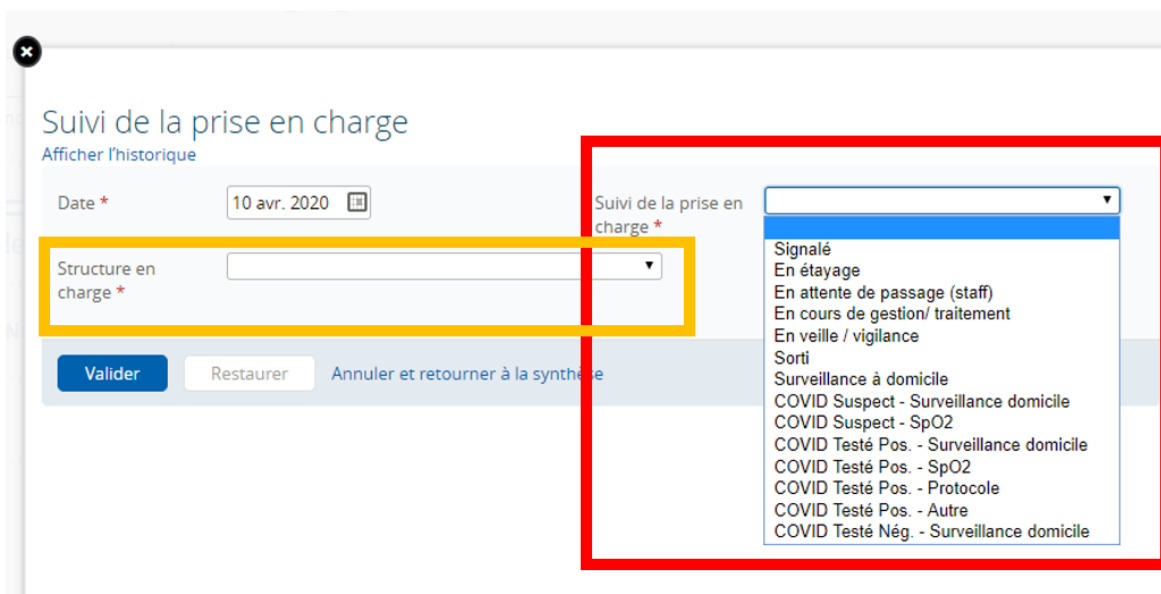 Suivi de la prise en charge
Afficher l'historique
Date *
10 avr. 2020
Suivi de la prise en
charge *
Structure en
charge *
Signalé
En étayage
En attente de passage (staff)
En cours de gestion/ traitement
En veille / vigilance
Sorti
Surveillance à domicile
COVID Suspect - Surveillance domicile
COVID Suspect - SpO2
COVID Testé Pos. - Surveillance domicile
COVID Testé Pos. - SpO2
COVID Testé Pos. - Protocole
COVID Testé Pos. - Autre
COVID Testé Nég. - Surveillance domicile
Valider
Restaurer
Annuler et retourner à la synthèse